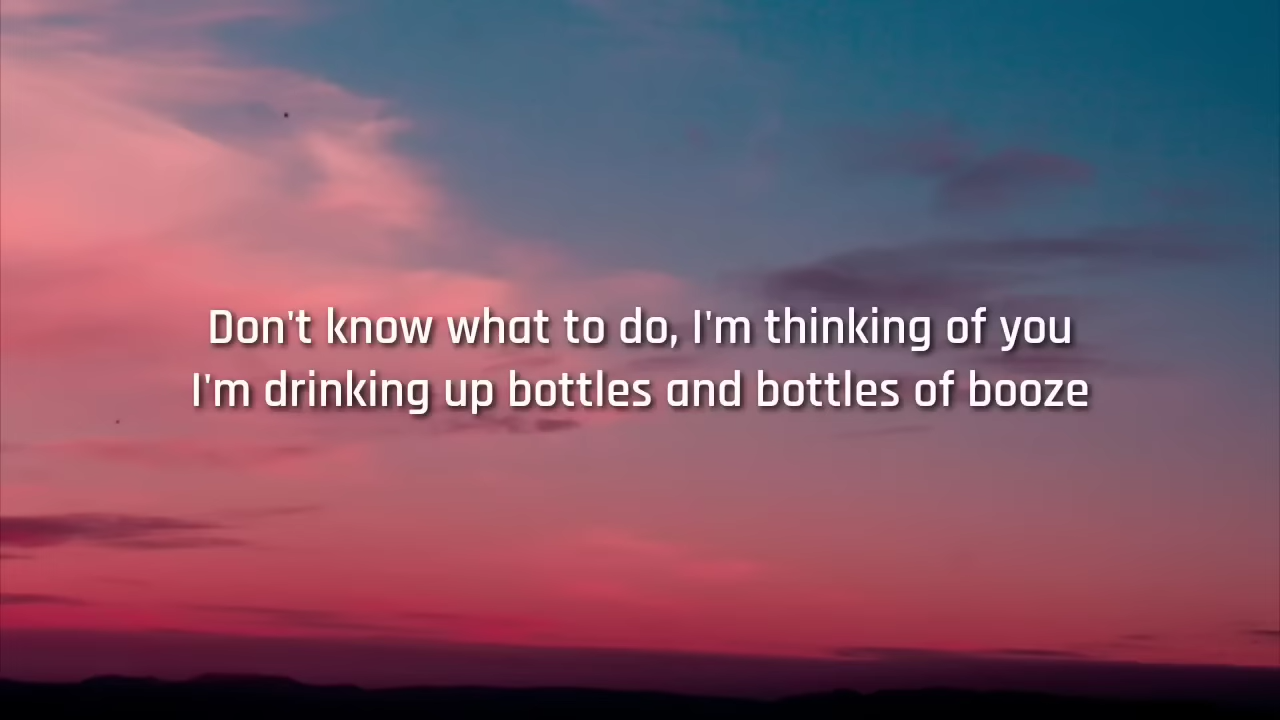 Don't know what to do, I'm thinking of you
I'm drinking up bottles and bottles of booze